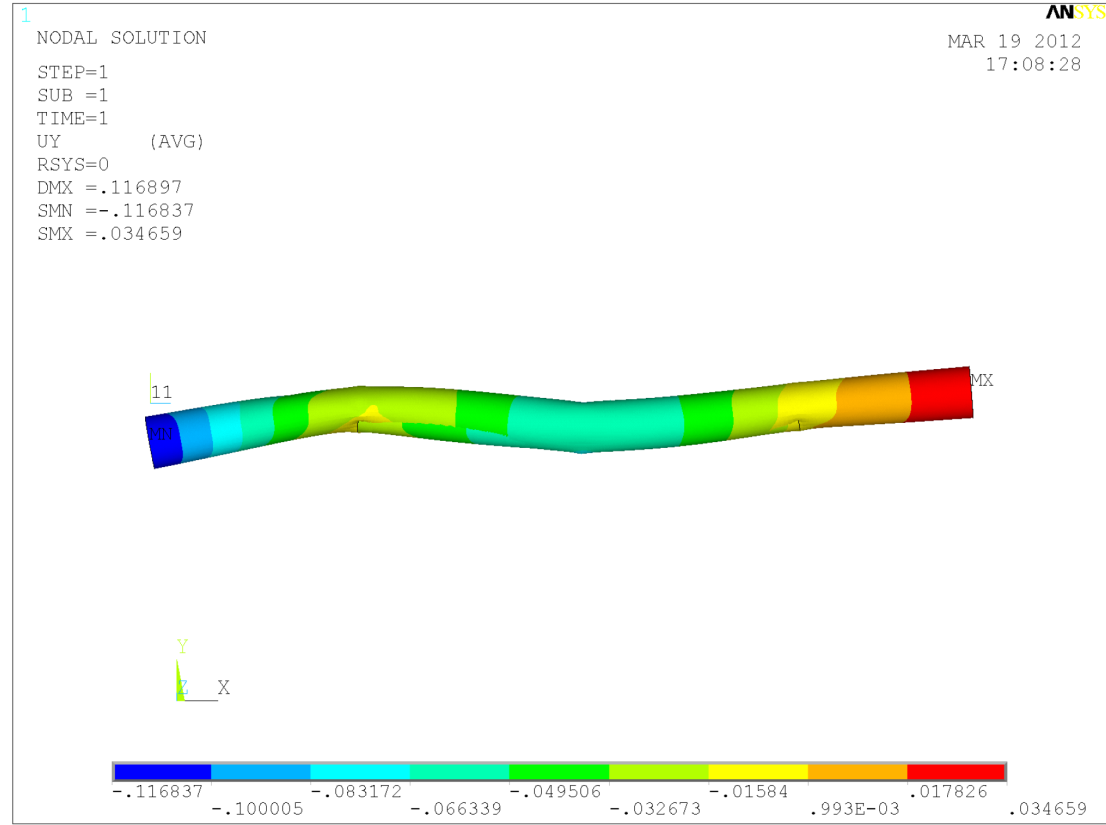 1
ANSYS
NODAL SOLUTION
MAR 19 2012
17:08:28
STEP=1
SUB =1
TIME=1
UY (AVG)
RSYS=0
DMX =.116897
SMN =-.116837
SMX =.034659
11
MX
MN
Y
Z X
-.116837 -.083172 -.049506 -.01584 .017826
-.100005 -.066339 -.032673 .993E-03 .034659